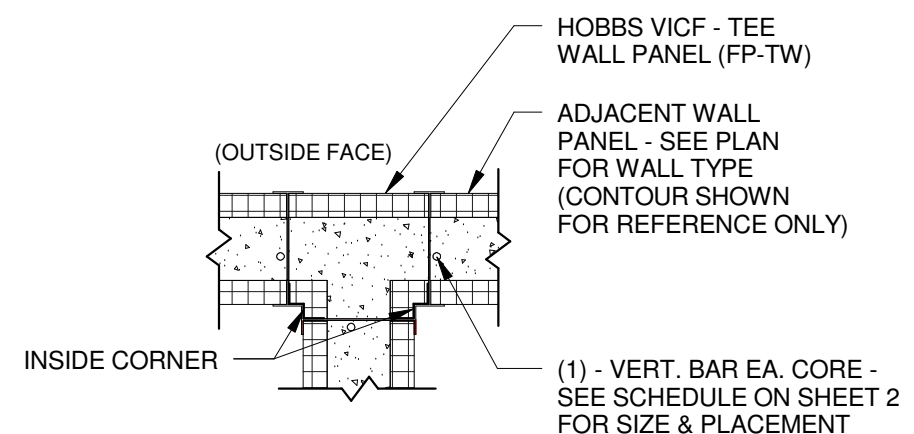 HOBBS VICF - TEE
WALL PANEL (FP-TW)
ADJACENT WALL
PANEL - SEE PLAN
FOR WALL TYPE
(CONTOUR SHOWN
FOR REFERENCE ONLY)
(OUTSIDE FACE)
INSIDE CORNER
(1) - VERT. BAR EA. CORE -
SEE SCHEDULE ON SHEET 2
FOR SIZE & PLACEMENT